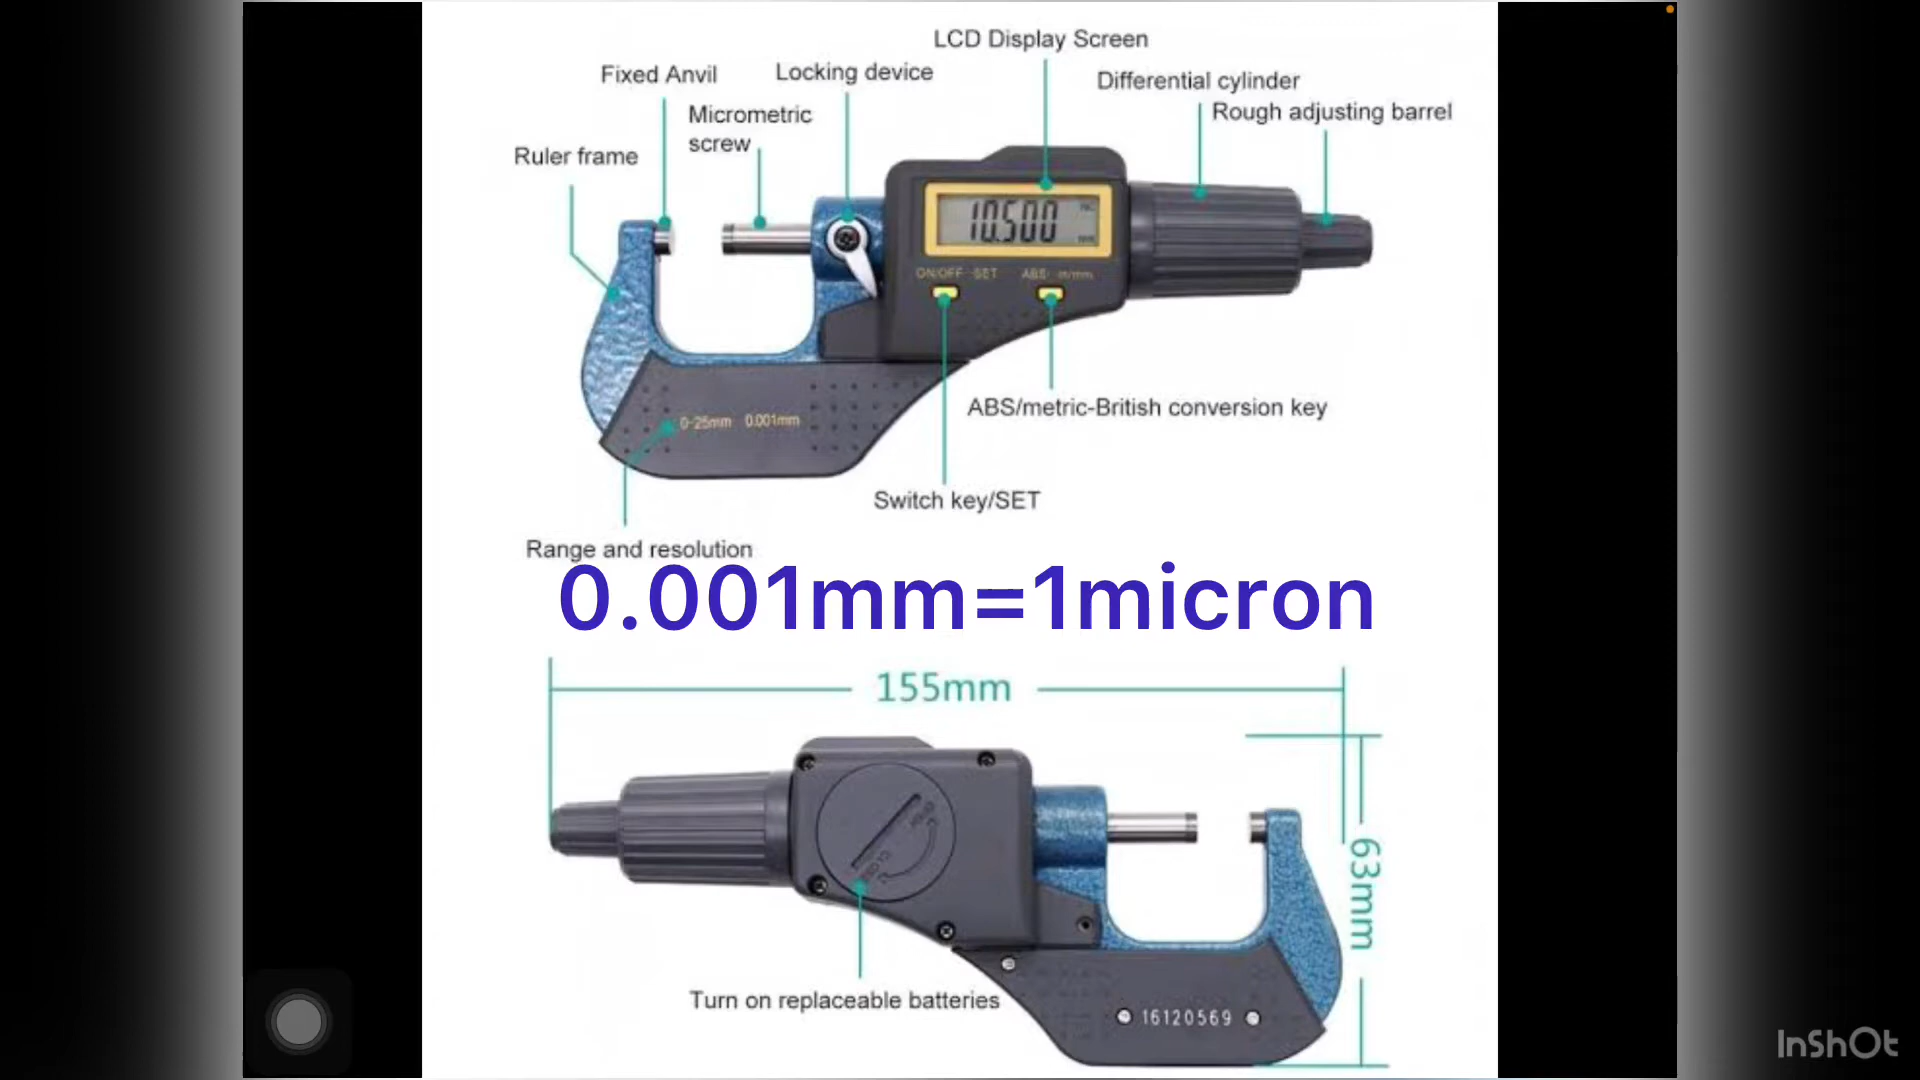 LCD Display Screen
Fixed Anvil
Locking device
Differential cylinder
Micrometric
screw
Rough adjusting barrel
Ruler frame
10.500
mm
ON/OFF SET
ABS
ABS/metric-British conversion key
0-25mm 0.001mm
Switch key/SET
Range and resolution
0.001mm=1micron
155mm
63mm
Turn on replaceable batteries
16120569
InShOt